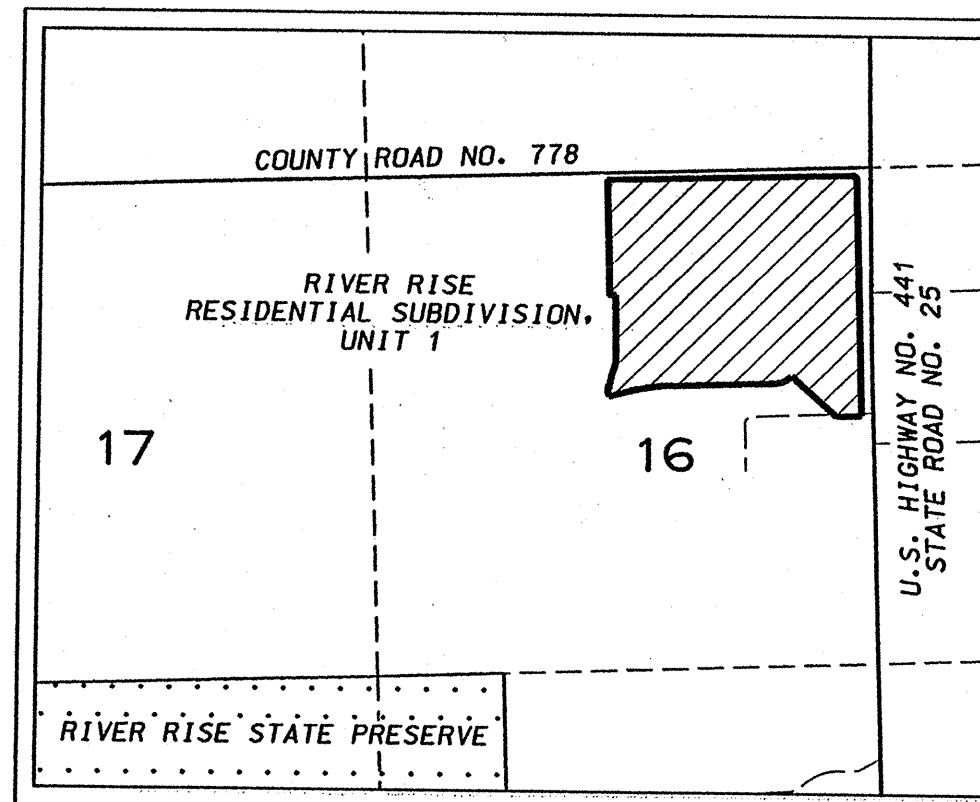 COUNTY ROAD NO. 778
RIVER RISE
RESIDENTIAL SUBDIVISION,
UNIT 1
17
16
U.S. HIGHWAY NO. 441
STATE ROAD NO. 25
RIVER RISE STATE PRESERVE